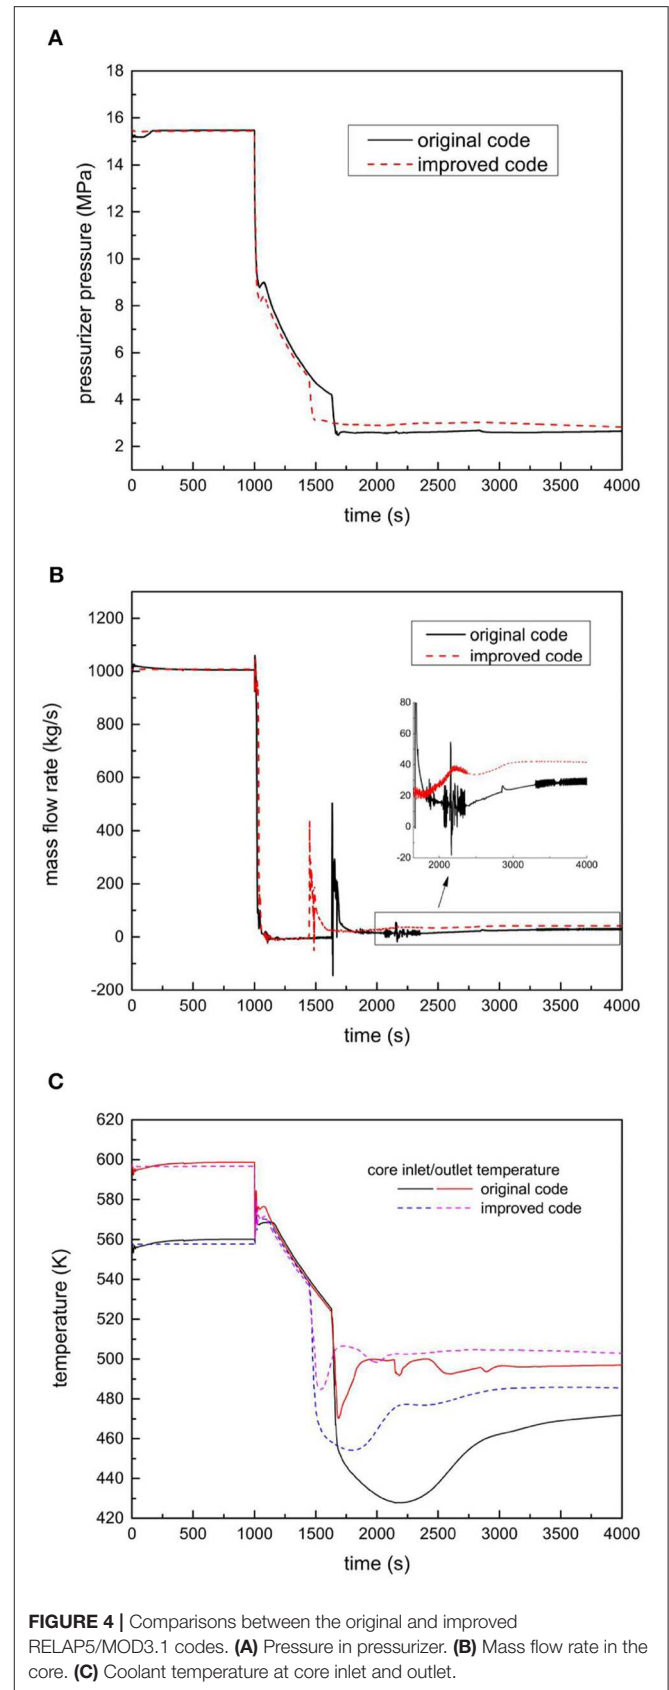 A
18
16
14
12
10
8
6
4
2
pressurizer pressure (MPa)
original code
improved code
0 500 1000 1500 2000 2500 3000 3500 4000
time (s)
B
1200
1000
800
600
400
200
0
-200
mass flow rate (kg/s)
original code
improved code
80
60
40
20
0
-20
2000 3000 4000
0 500 1000 1500 2000 2500 3000 3500 4000
time (s)
C
620
600
580
560
540
520
500
480
460
440
420
temperature (K)
core inlet/outlet temperature
original code
improved code
0 500 1000 1500 2000 2500 3000 3500 4000
time (s)
FIGURE 4 | Comparisons between the original and improved
RELAP5/MOD3.1 codes. (A) Pressure in pressurizer. (B) Mass flow rate in the
core. (C) Coolant temperature at core inlet and outlet.